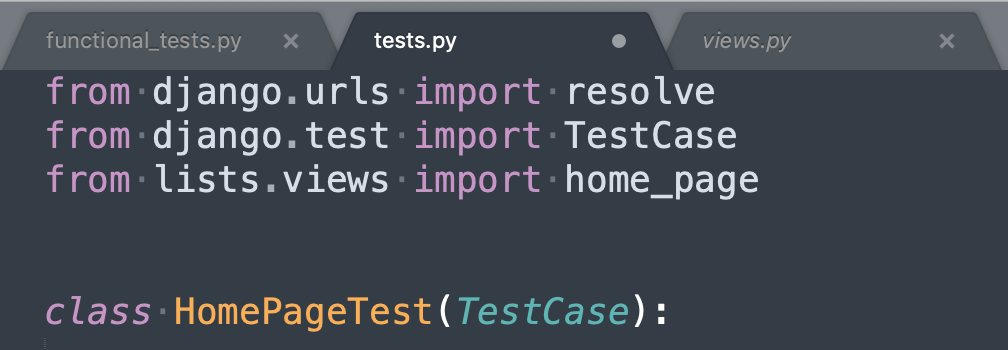 functional_tests.py
tests.py
views.py
from django.urls import resolve
from django.test import TestCase
from lists.views import home_page
class HomePageTest(TestCase):